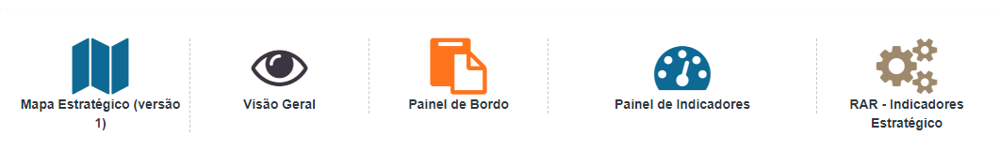 Mapa Estratégico (versão
1)
Visão Geral
Painel de Bordo
Painel de Indicadores
RAR - Indicadores
Estratégico